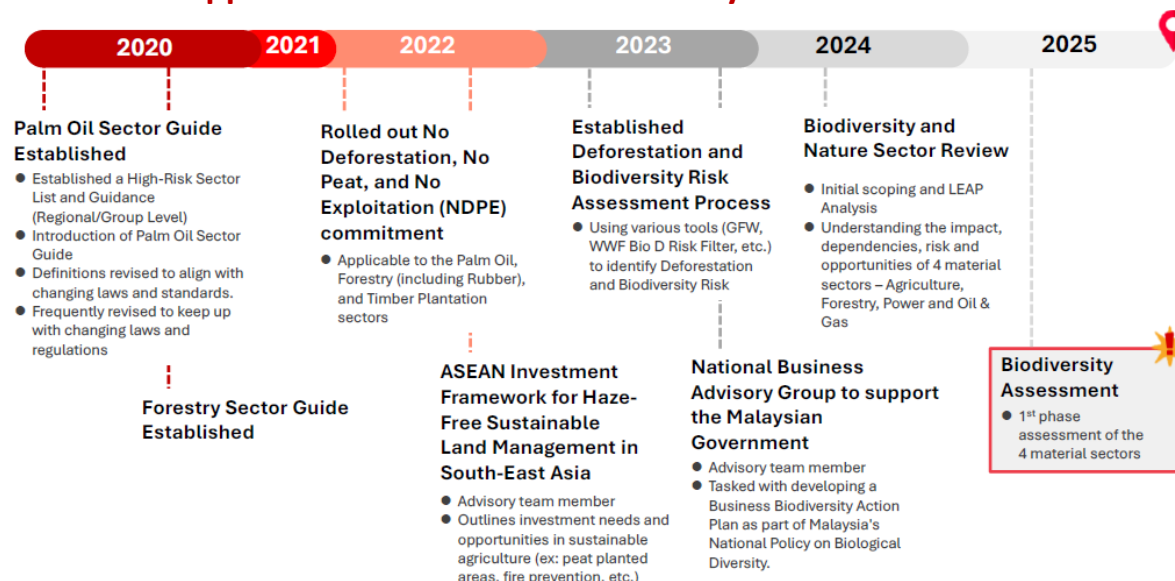 2020
2021
2022
2023
2024
2025
Palm Oil Sector Guide
Established
● Established a High-Risk Sector
List and Guidance
(Regional/Group Level)
● Introduction of Palm Oil Sector
Guide
● Definitions revised to align with
changing laws and standards.
● Frequently revised to keep up
with changing laws and
regulations
Forestry Sector Guide
Established
Rolled out No
Deforestation, No
Peat, and No
Exploitation (NDPE)
commitment
● Applicable to the Palm Oil,
Forestry (including Rubber),
and Timber Plantation
sectors
ASEAN Investment
Framework for Haze-
Free Sustainable
Land Management in
South-East Asia
● Advisory team member
● Outlines investment needs and
opportunities in sustainable
agriculture (ex: peat planted
areas, fire prevention, etc.)
Established
Deforestation and
Biodiversity Risk
Assessment Process
● Using various tools (GFW,
WWF Bio D Risk Filter, etc.)
to identify Deforestation
and Biodiversity Risk
National Business
Advisory Group to support
the Malaysian
Government
● Advisory team member
● Tasked with developing a
Business Biodiversity Action
Plan as part of Malaysia's
National Policy on Biological
Diversity.
Biodiversity and
Nature Sector Review
● Initial scoping and LEAP
Analysis
● Understanding the impact,
dependencies, risk and
opportunities of 4 material
sectors – Agriculture,
Forestry, Power and Oil &
Gas
Biodiversity
Assessment
● 1st phase
assessment of the
4 material sectors